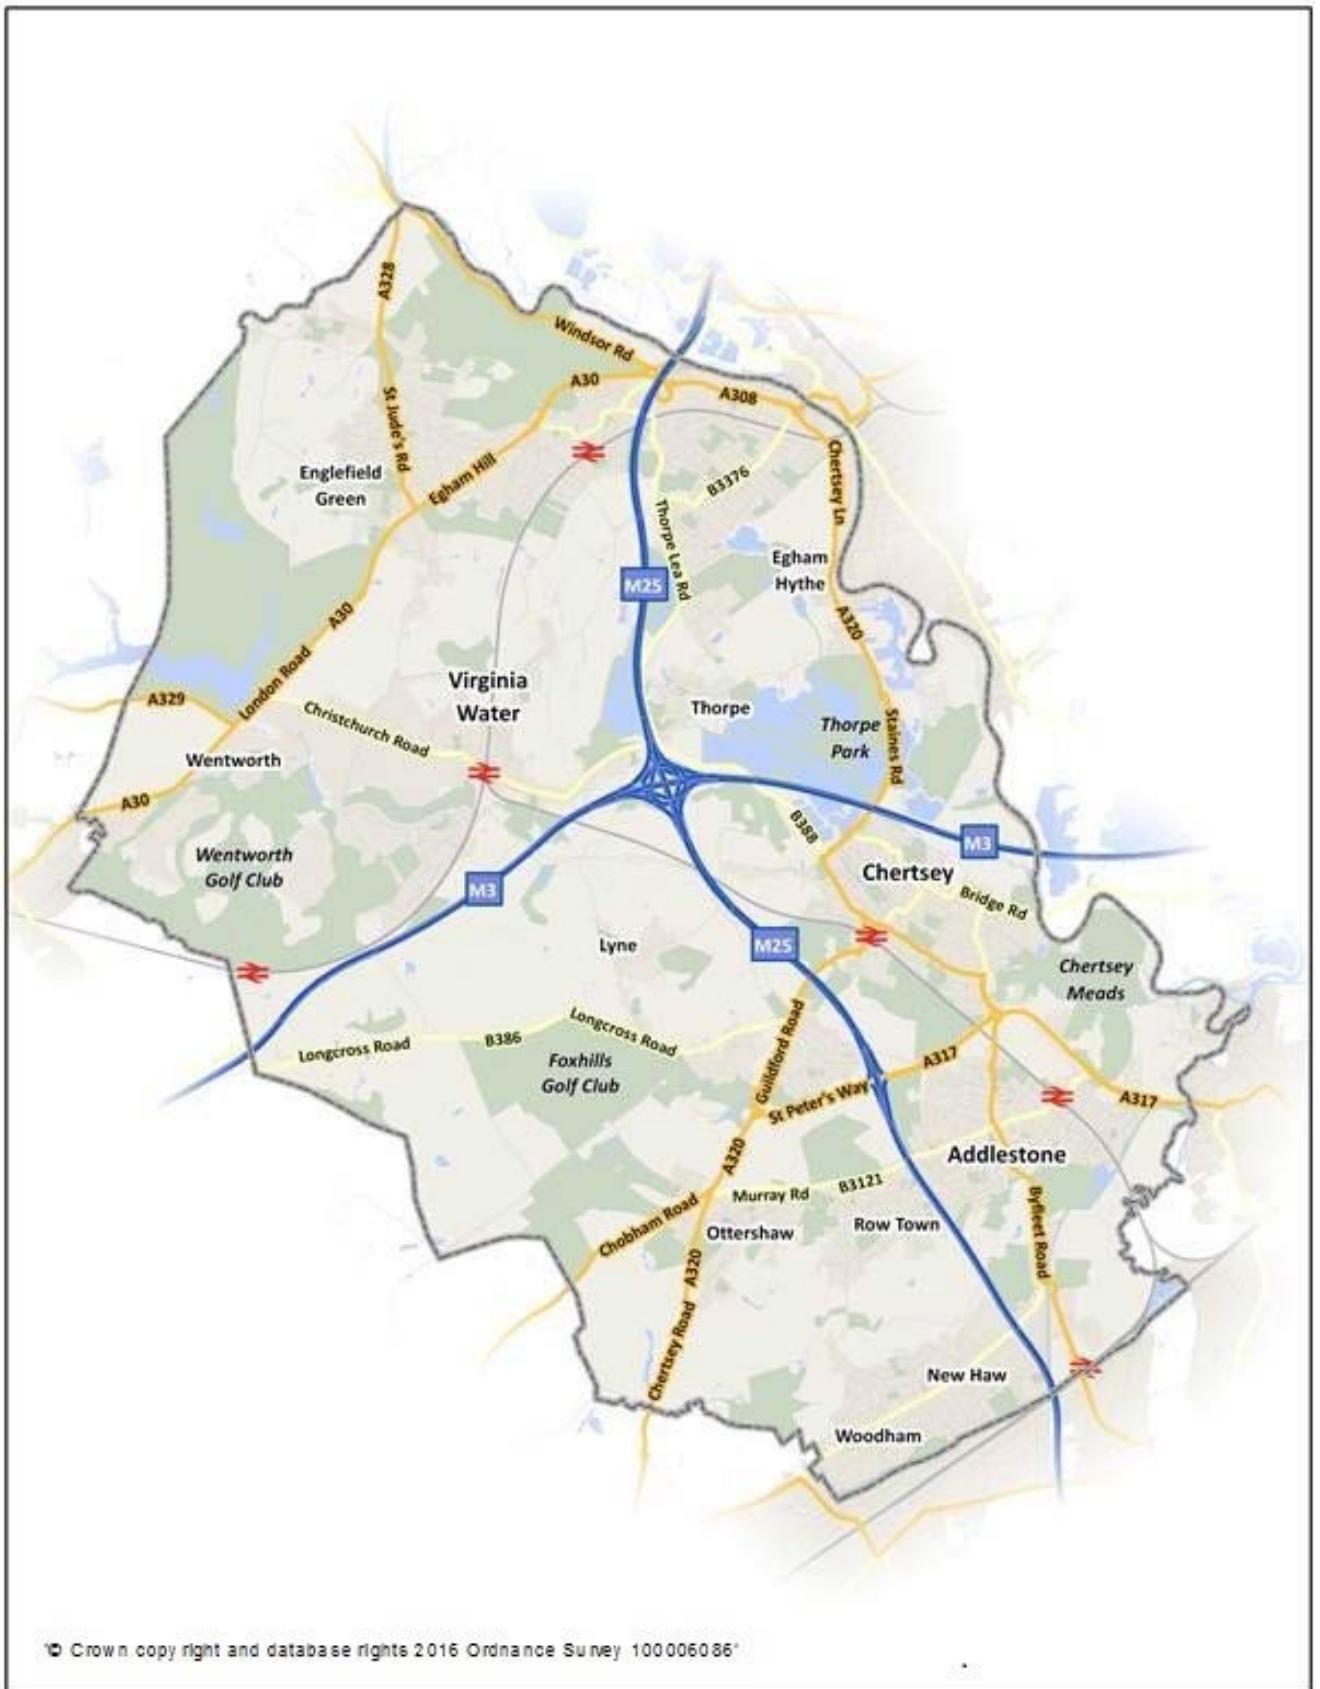 A328
Windsor Rd
A30
A308
St Jude's Rd
Egham Hill
Chertsey Ln
B3376
Englefield
Green
Thorpe Lea Rd
M25
Egham
Hythe
A30
A320
London Road
Virginia
Water
A329
Christchurch Road
Thorpe
Thorpe
Park
Staines Rd
Wentworth
A30
B388
M3
Wentworth
Golf Club
Chertsey
M3
Bridge Rd
Lyne
M25
Chertsey
Meads
Longcross Road
B386
Longcross Road
Guildford Road
Foxhills
Golf Club
A317
St Peter's Way
A317
A320
Addlestone
Murray Rd
B3121
Chobham Road
Ottershaw
Row Town
Byfleet Road
A320
Chertsey Road
New Haw
Woodham
"© Crown copyright and database rights 2016 Ordnance Survey 100006086"